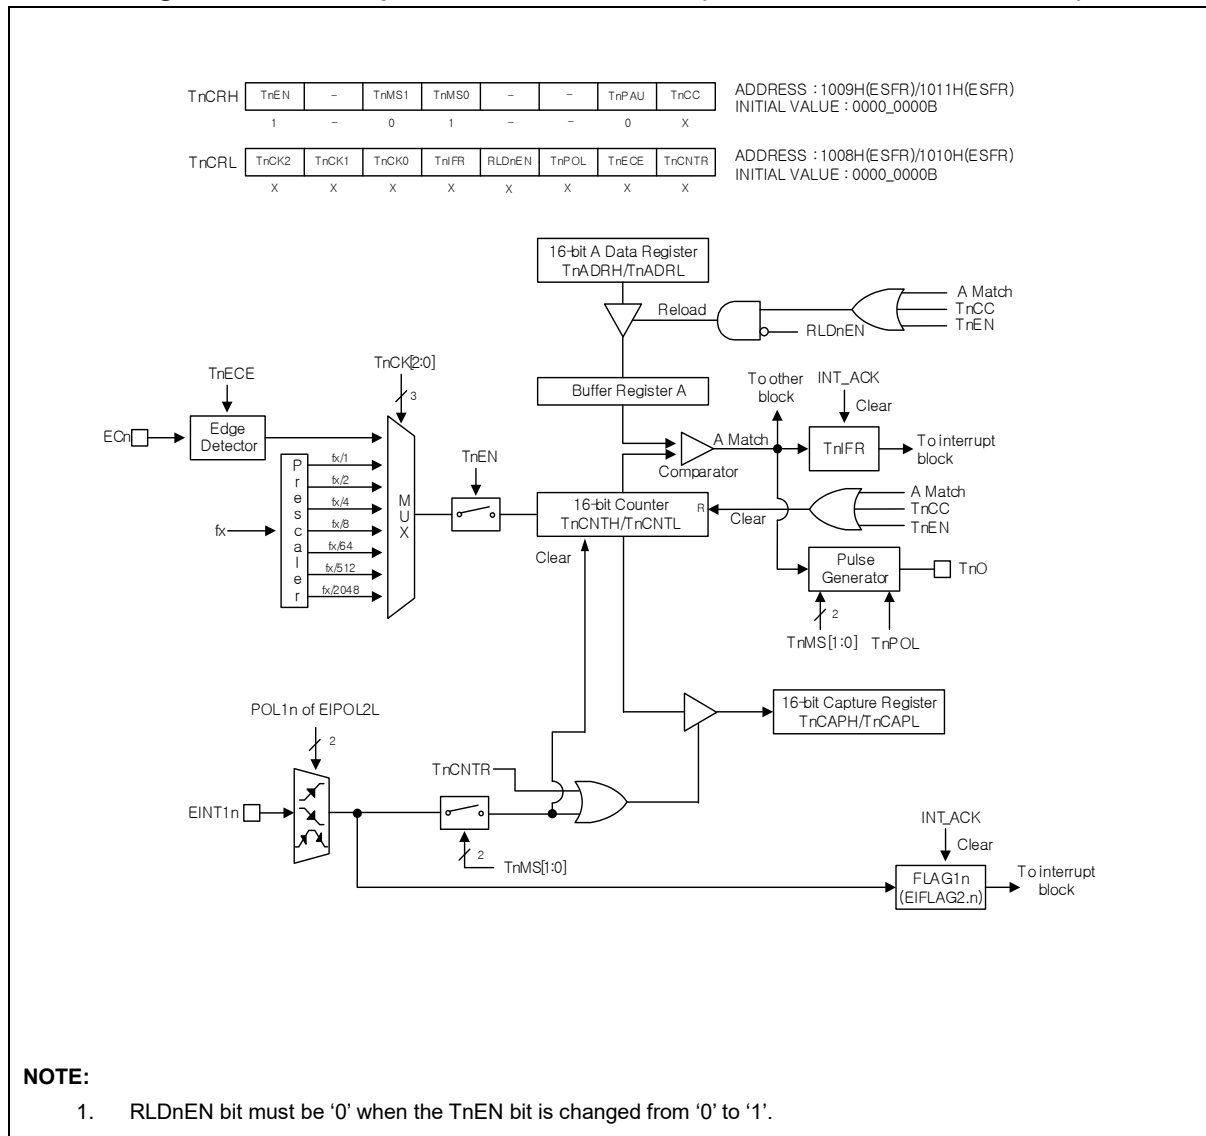 TnCRH TnEN – TnMS1 TnMS0 – – TnPAU TnCC
1 – 0 1 – – 0 X
ADDRESS : 1009H(ESFR)/1011H(ESFR)
INITIAL VALUE : 0000_0000B
TnCRL TnCK2 TnCK1 TnCK0 TnIFR RLDnEN TnPOL TnECE TnCNTR
X X X X X X X X
ADDRESS : 1008H(ESFR)/1010H(ESFR)
INITIAL VALUE : 0000_0000B
16-bit A Data Register
TnADRH/TnADRL
Reload
A Match
TnCC
TnEN
RLDnEN
Buffer Register A
To other
block
INT_ACK
Clear
TnECE
TnCK[2:0]
3
ECn
Edge
Detector
A Match
Comparator
TnIFR
To interrupt
block
Prescaler
fx
fx/1
fx/2
fx/4
fx/8
fx/64
fx/512
fx/2048
MUX
TnEN
16-bit Counter
TnCNTH/TnCNTL
R
Clear
A Match
TnCC
TnEN
Clear
Pulse
Generator
TnO
2
TnMS[1:0]
TnPOL
16-bit Capture Register
TnCAPH/TnCAPL
POL1n of EIPOL2L
2
TnCNTR
EINT1n
2
TnMS[1:0]
INT_ACK
Clear
FLAG1n
(EIFLAG2.n)
To interrupt
block
NOTE:
1. RLDnEN bit must be ‘0’ when the TnEN bit is changed from ‘0’ to ‘1’.